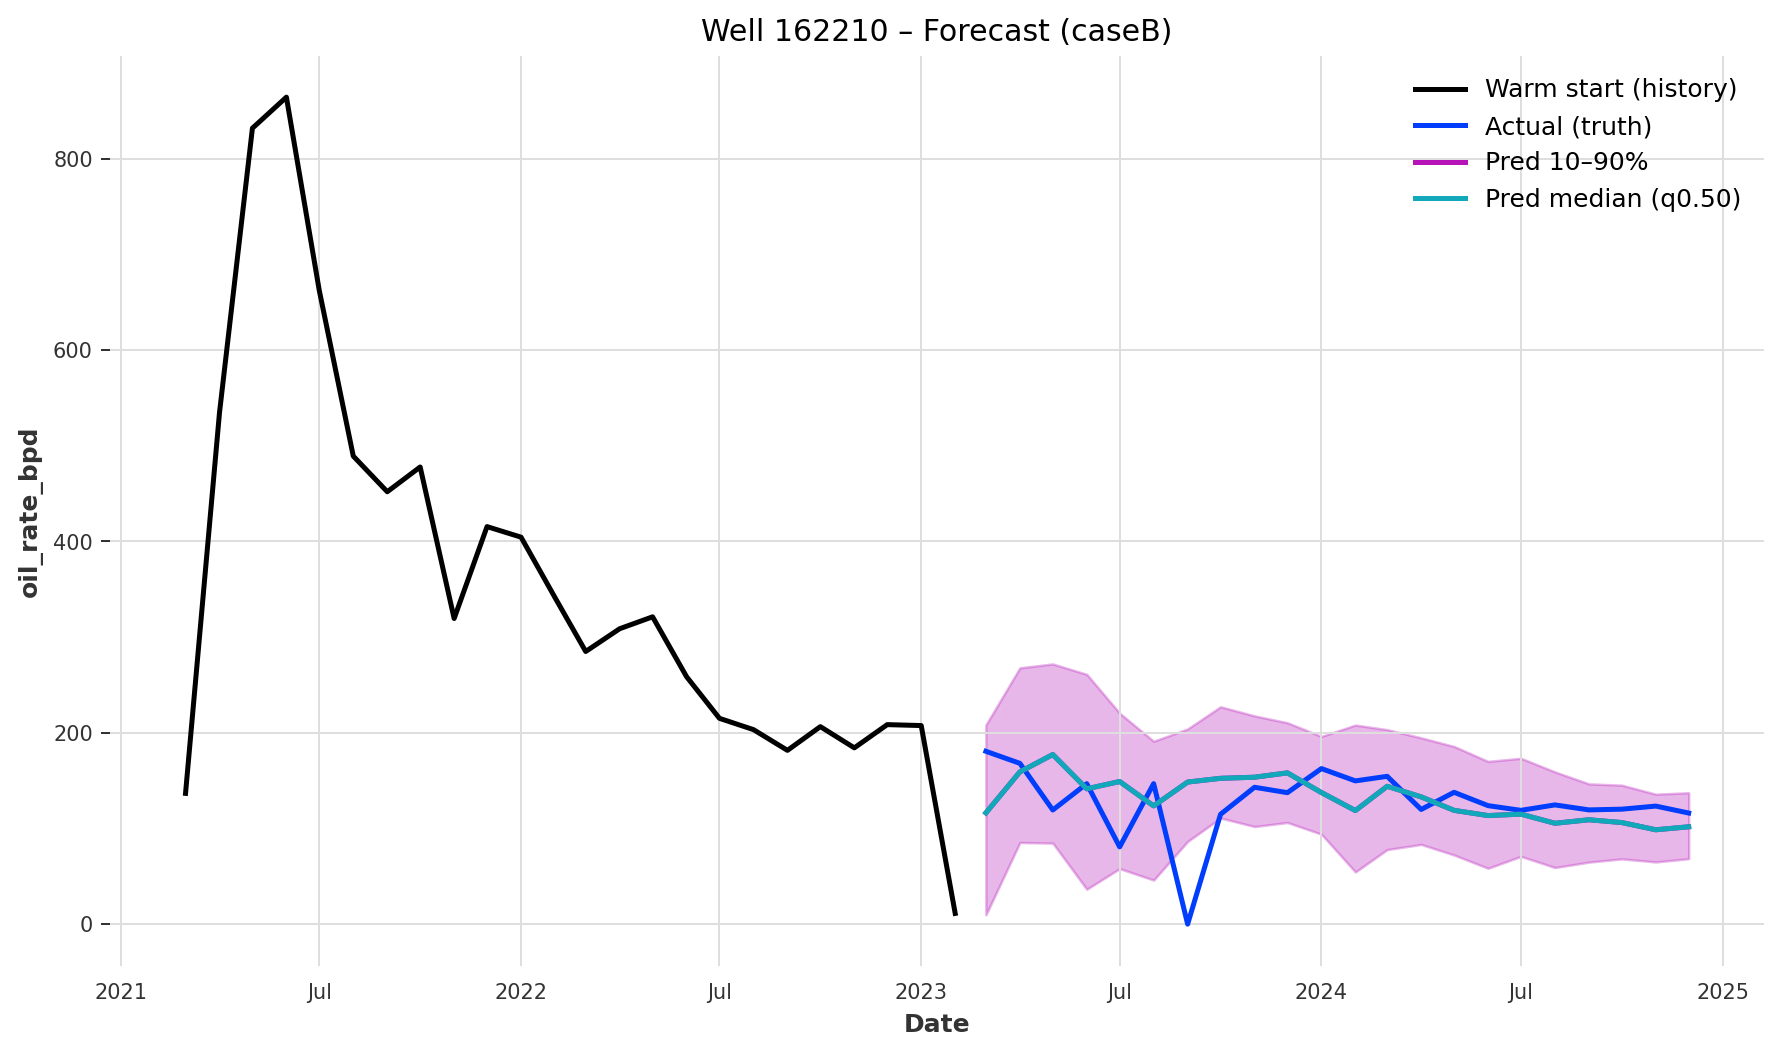 Well 162210 – Forecast (caseB)
Warm start (history)
Actual (truth)
Pred 10–90%
Pred median (q0.50)
oil_rate_bpd
800
600
400
200
0
2021
Jul
2022
Jul
2023
Jul
2024
Jul
2025
Date